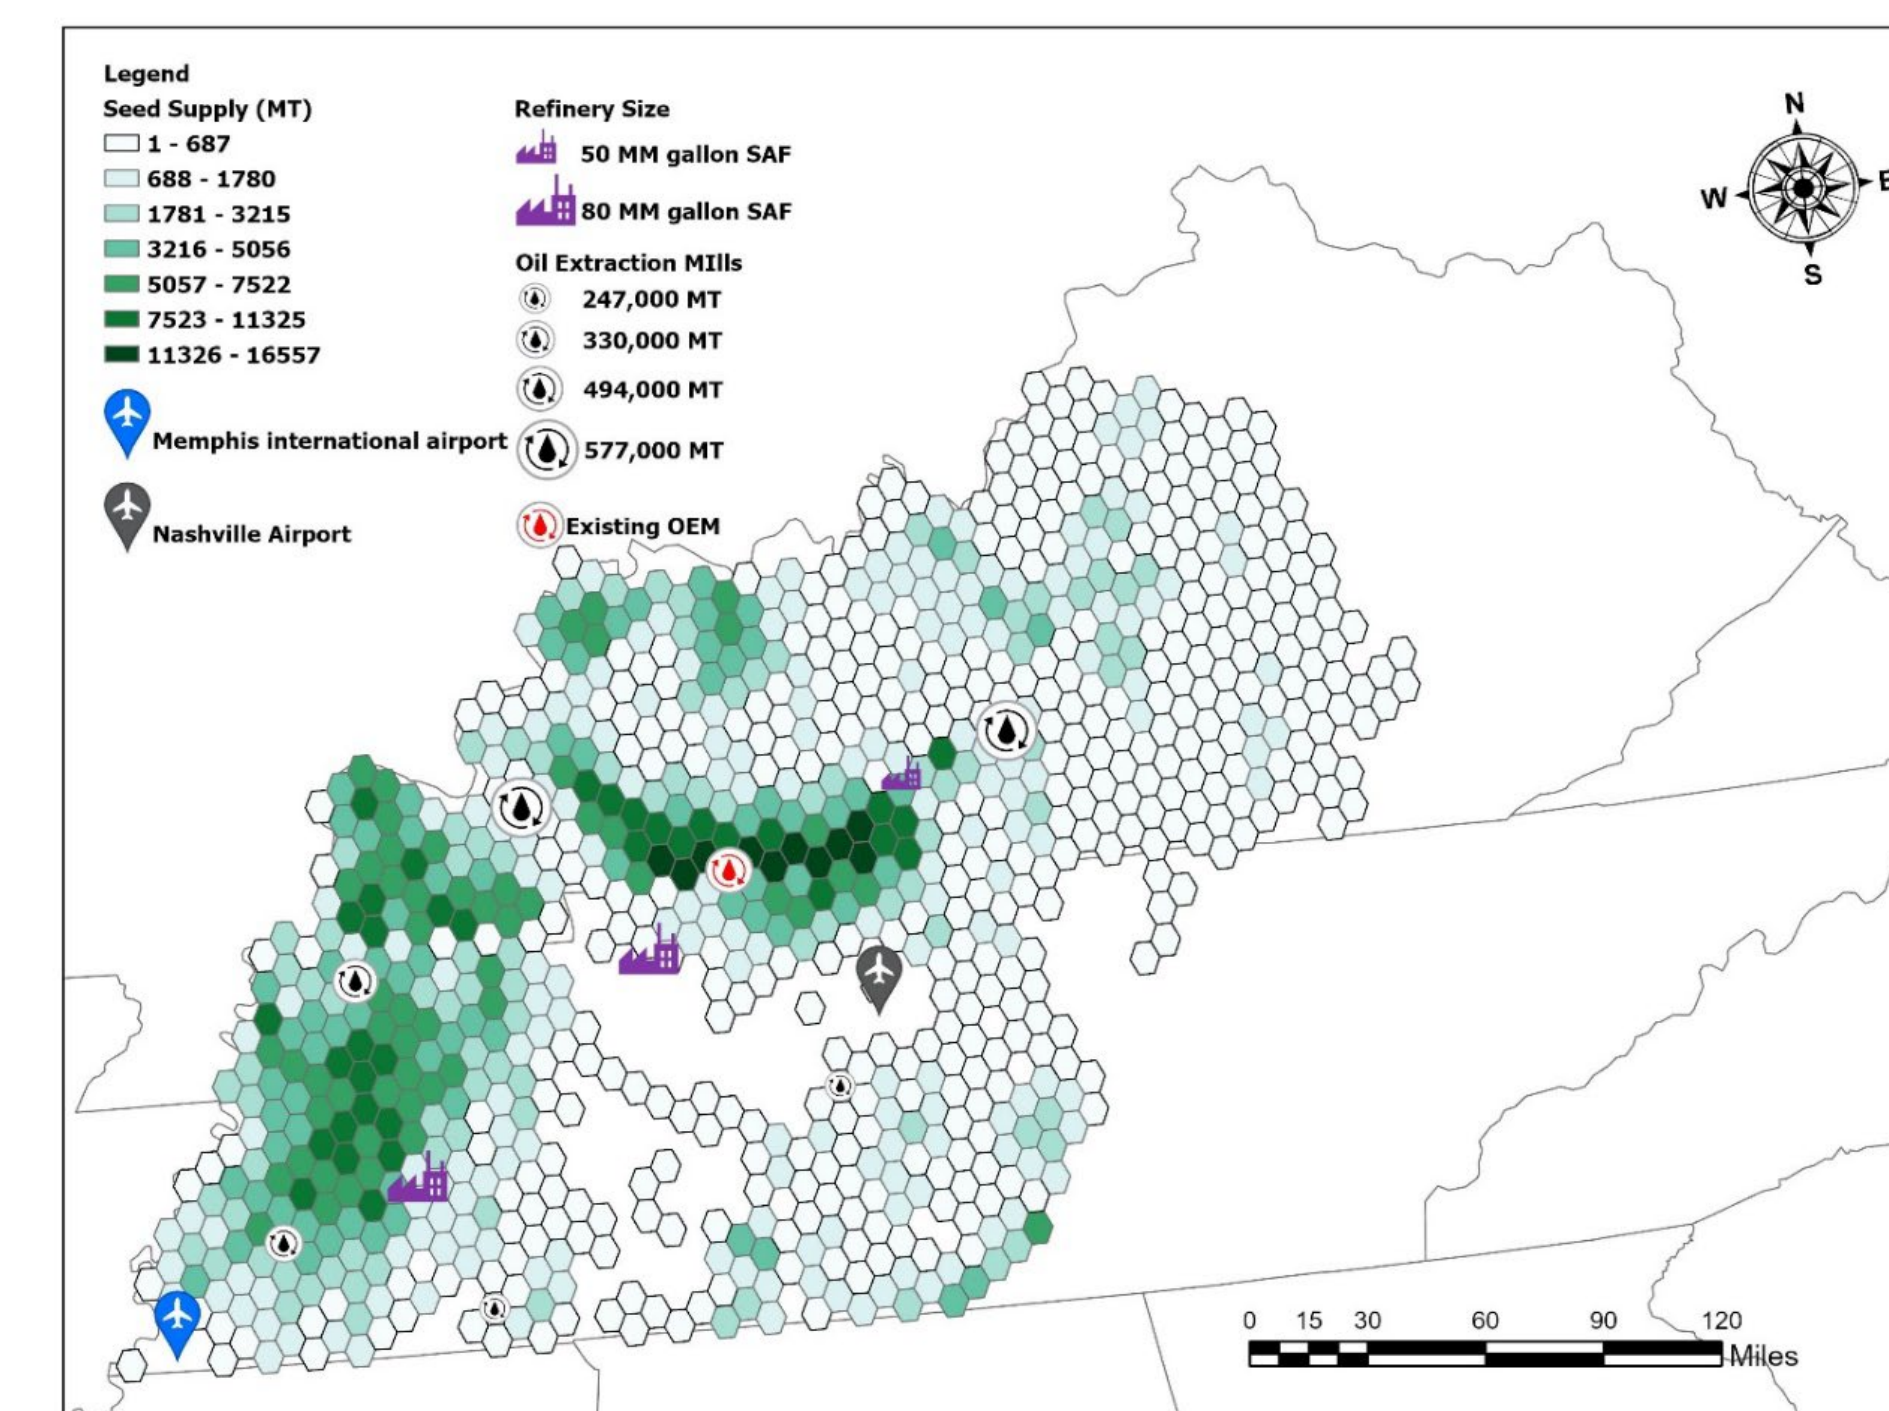 Legend
Seed Supply (MT)
1 - 687
688 - 1780
1781 - 3215
3216 - 5056
5057 - 7522
7523 - 11325
11326 - 16557
Memphis international airport
Nashville Airport
Refinery Size
50 MM gallon SAF
80 MM gallon SAF
Oil Extraction MIlls
247,000 MT
330,000 MT
494,000 MT
577,000 MT
Existing OEM
N
W E
S
0 15 30 60 90 120
Miles